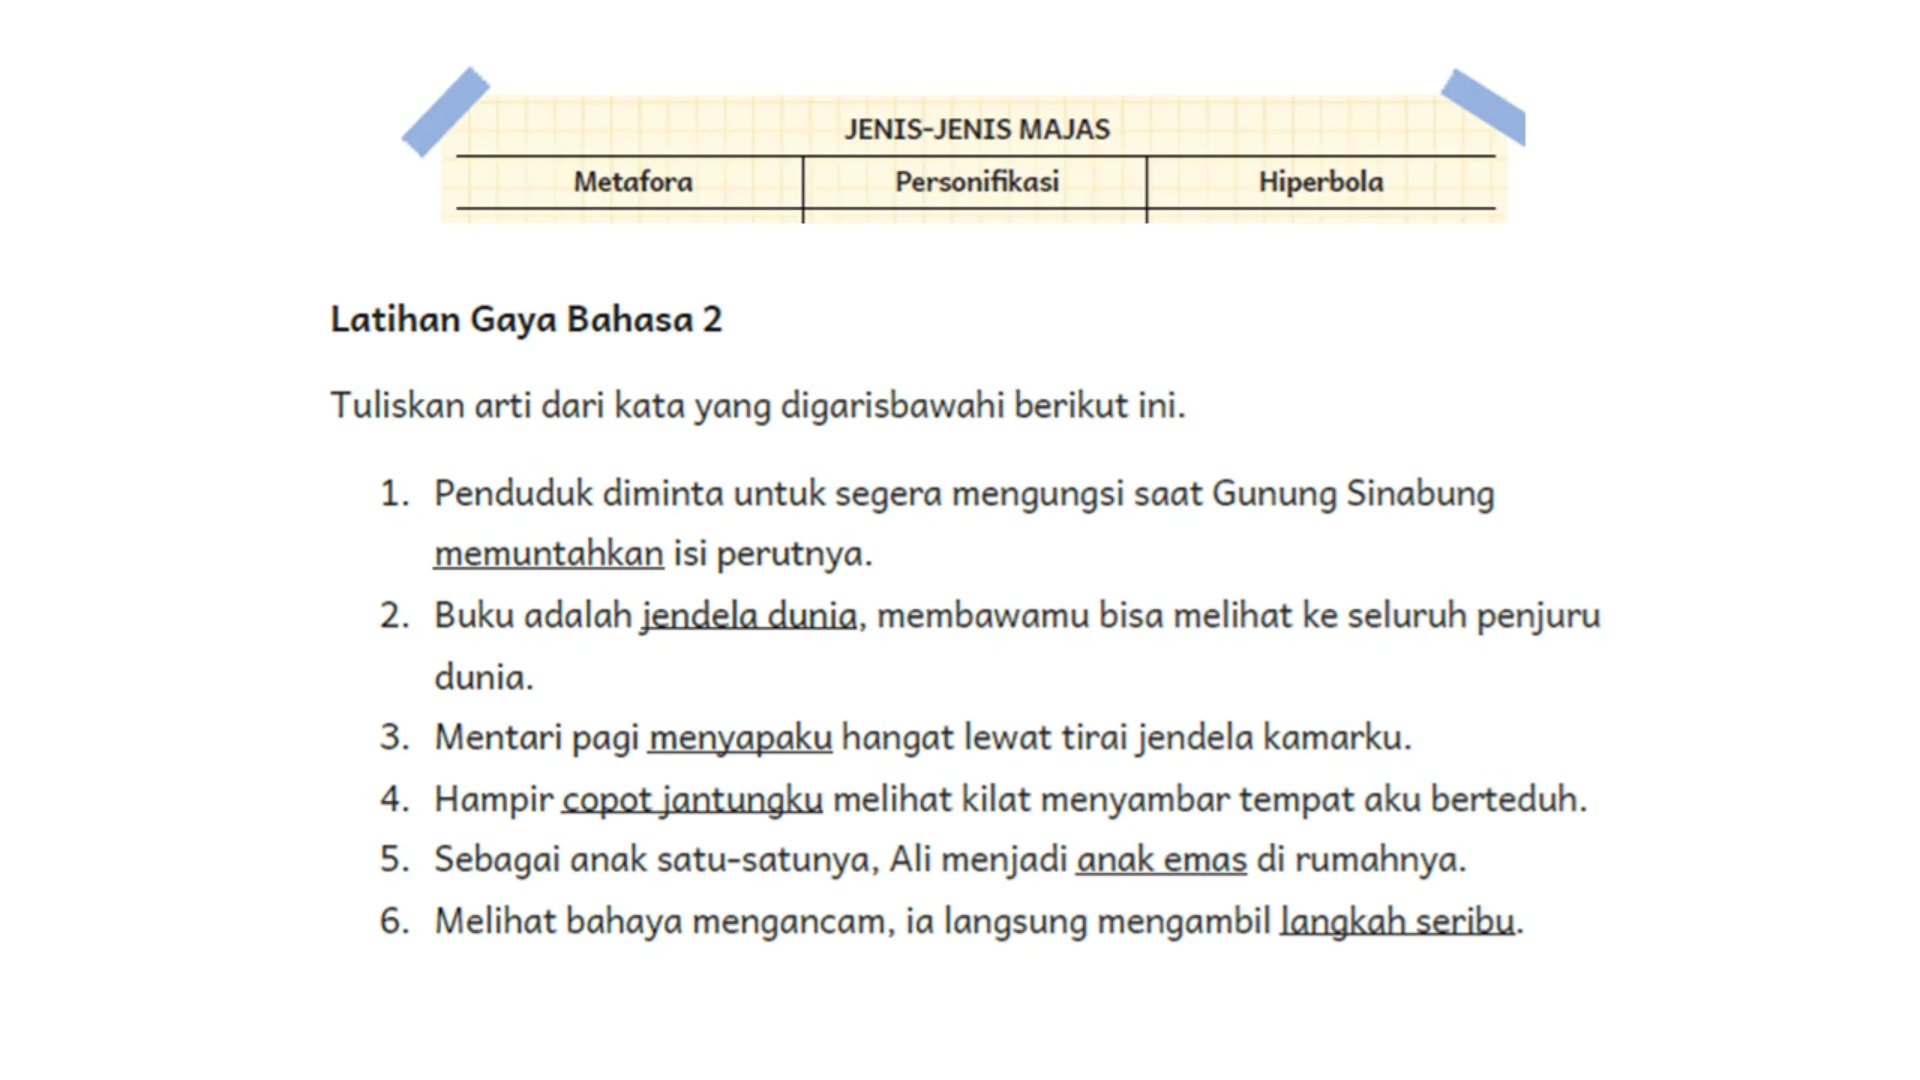 JENIS-JENIS MAJAS
Metafora Personifikasi Hiperbola
Latihan Gaya Bahasa 2
Tuliskan arti dari kata yang digarisbawahi berikut ini.
1. Penduduk diminta untuk segera mengungsi saat Gunung Sinabung
memuntahkan isi perutnya.
2. Buku adalah jendela dunia, membawamu bisa melihat ke seluruh penjuru
dunia.
3. Mentari pagi menyapaku hangat lewat tirai jendela kamarku.
4. Hampir copot jantungku melihat kilat menyambar tempat aku berteduh.
5. Sebagai anak satu-satunya, Ali menjadi anak emas di rumahnya.
6. Melihat bahaya mengancam, ia langsung mengambil langkah seribu.